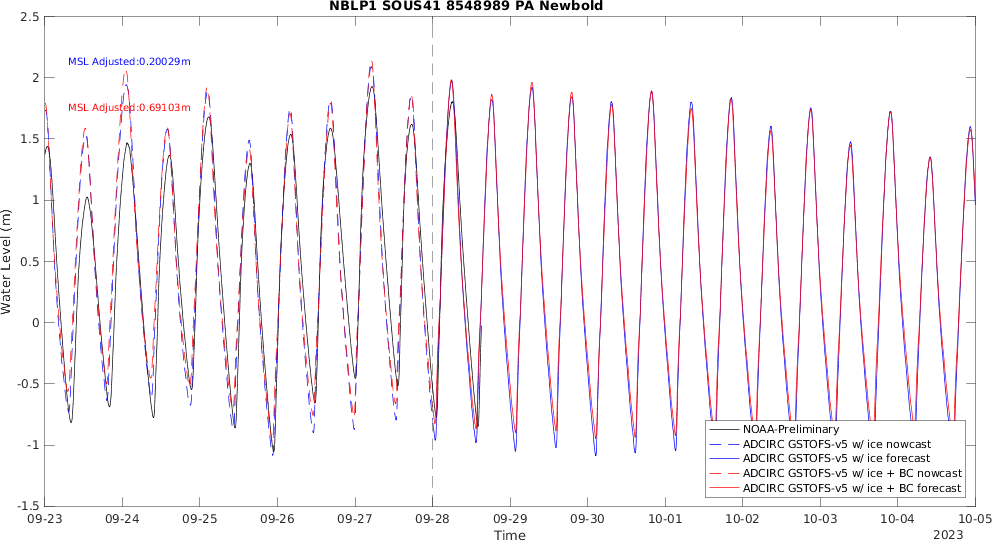 NBLP1 SOUS41 8548989 PA Newbold
2.5
2
1.5
1
0.5
0
-0.5
-1
-1.5
Water Level (m)
MSL Adjusted:0.20029m
MSL Adjusted:0.69103m
NOAA-Preliminary
ADCIRC GSTOFS-v5 w/ ice nowcast
ADCIRC GSTOFS-v5 w/ ice forecast
ADCIRC GSTOFS-v5 w/ ice + BC nowcast
ADCIRC GSTOFS-v5 w/ ice + BC forecast
09-23 09-24 09-25 09-26 09-27 09-28 09-29 09-30 10-01 10-02 10-03 10-04 10-05
Time
2023